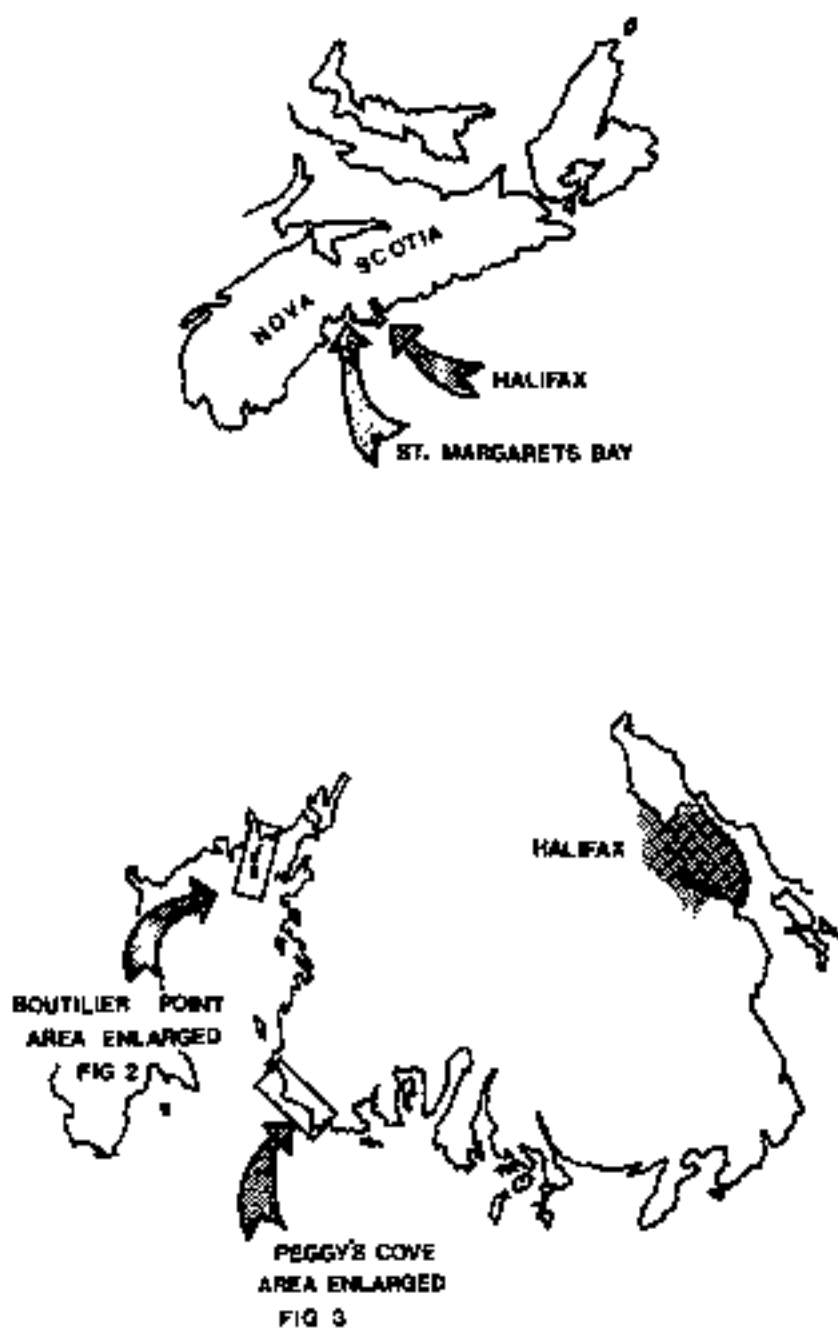 NOVA SCOTIA
HALIFAX
ST. MARGARETS BAY
HALIFAX
BOUTILIER POINT
AREA ENLARGED
FIG 2
PEGGY'S COVE
AREA ENLARGED
FIG 3